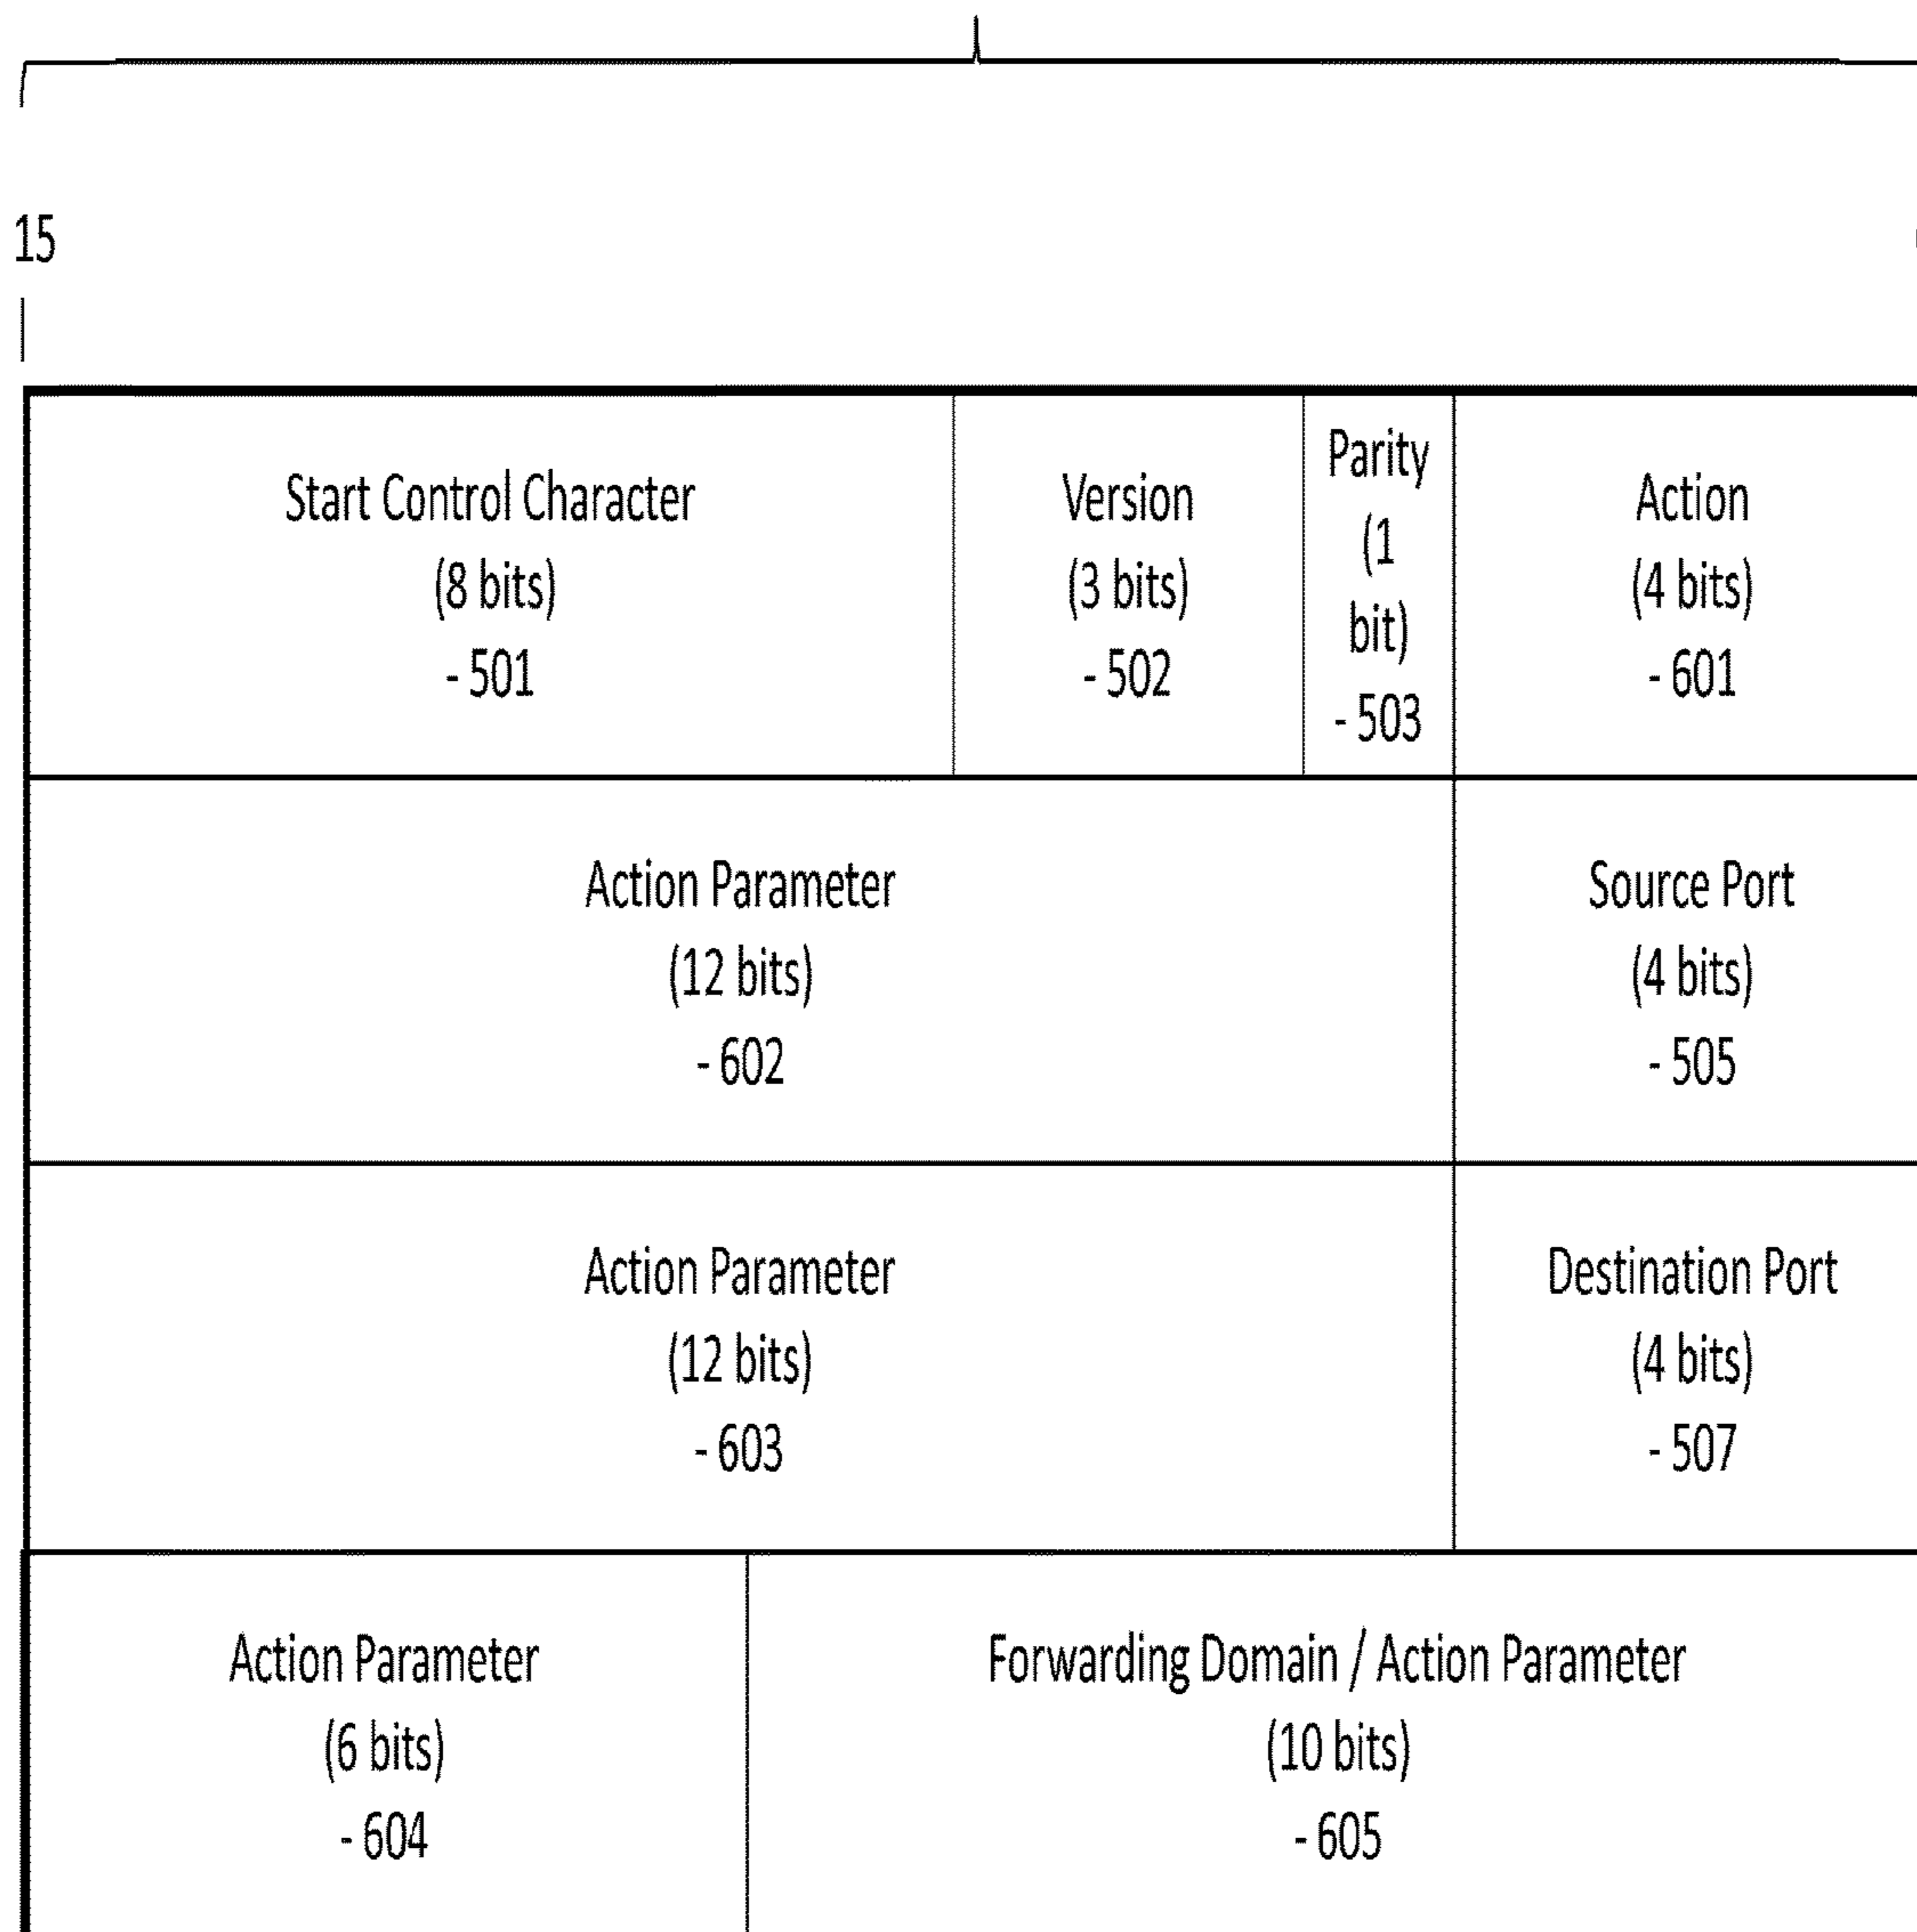 15
Start Control Character
(8 bits)
- 501
Version
(3 bits)
- 502
Parity
(1
bit)
- 503
Action
(4 bits)
- 601
Action Parameter
(12 bits)
- 602
Source Port
(4 bits)
- 505
Action Parameter
(12 bits)
- 603
Destination Port
(4 bits)
- 507
Action Parameter
(6 bits)
- 604
Forwarding Domain / Action Parameter
(10 bits)
- 605